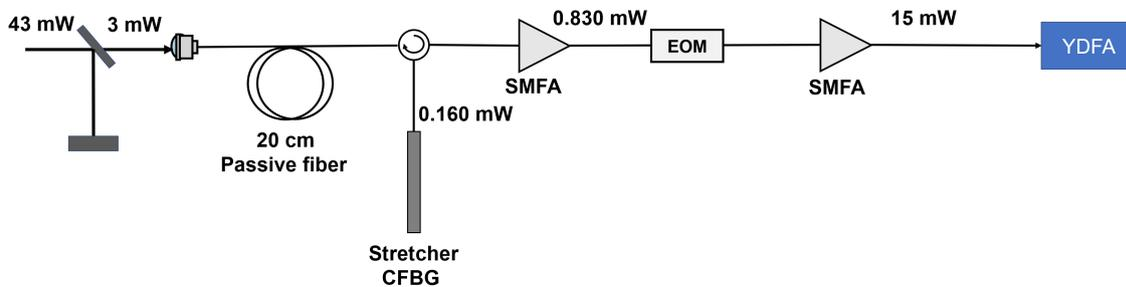 43 mW
3 mW
0.830 mW
15 mW
EOM
YDFA
SMFA
SMFA
0.160 mW
20 cm
Passive fiber
Stretcher
CFBG